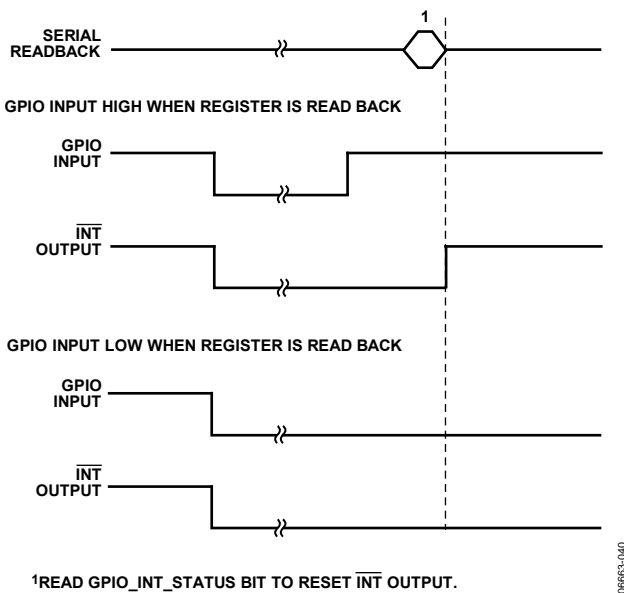 1
SERIAL
READBACK
GPIO INPUT HIGH WHEN REGISTER IS READ BACK
GPIO
INPUT
INT
OUTPUT
GPIO INPUT LOW WHEN REGISTER IS READ BACK
GPIO
INPUT
INT
OUTPUT
1READ GPIO_INT_STATUS BIT TO RESET INT OUTPUT.
06663-040